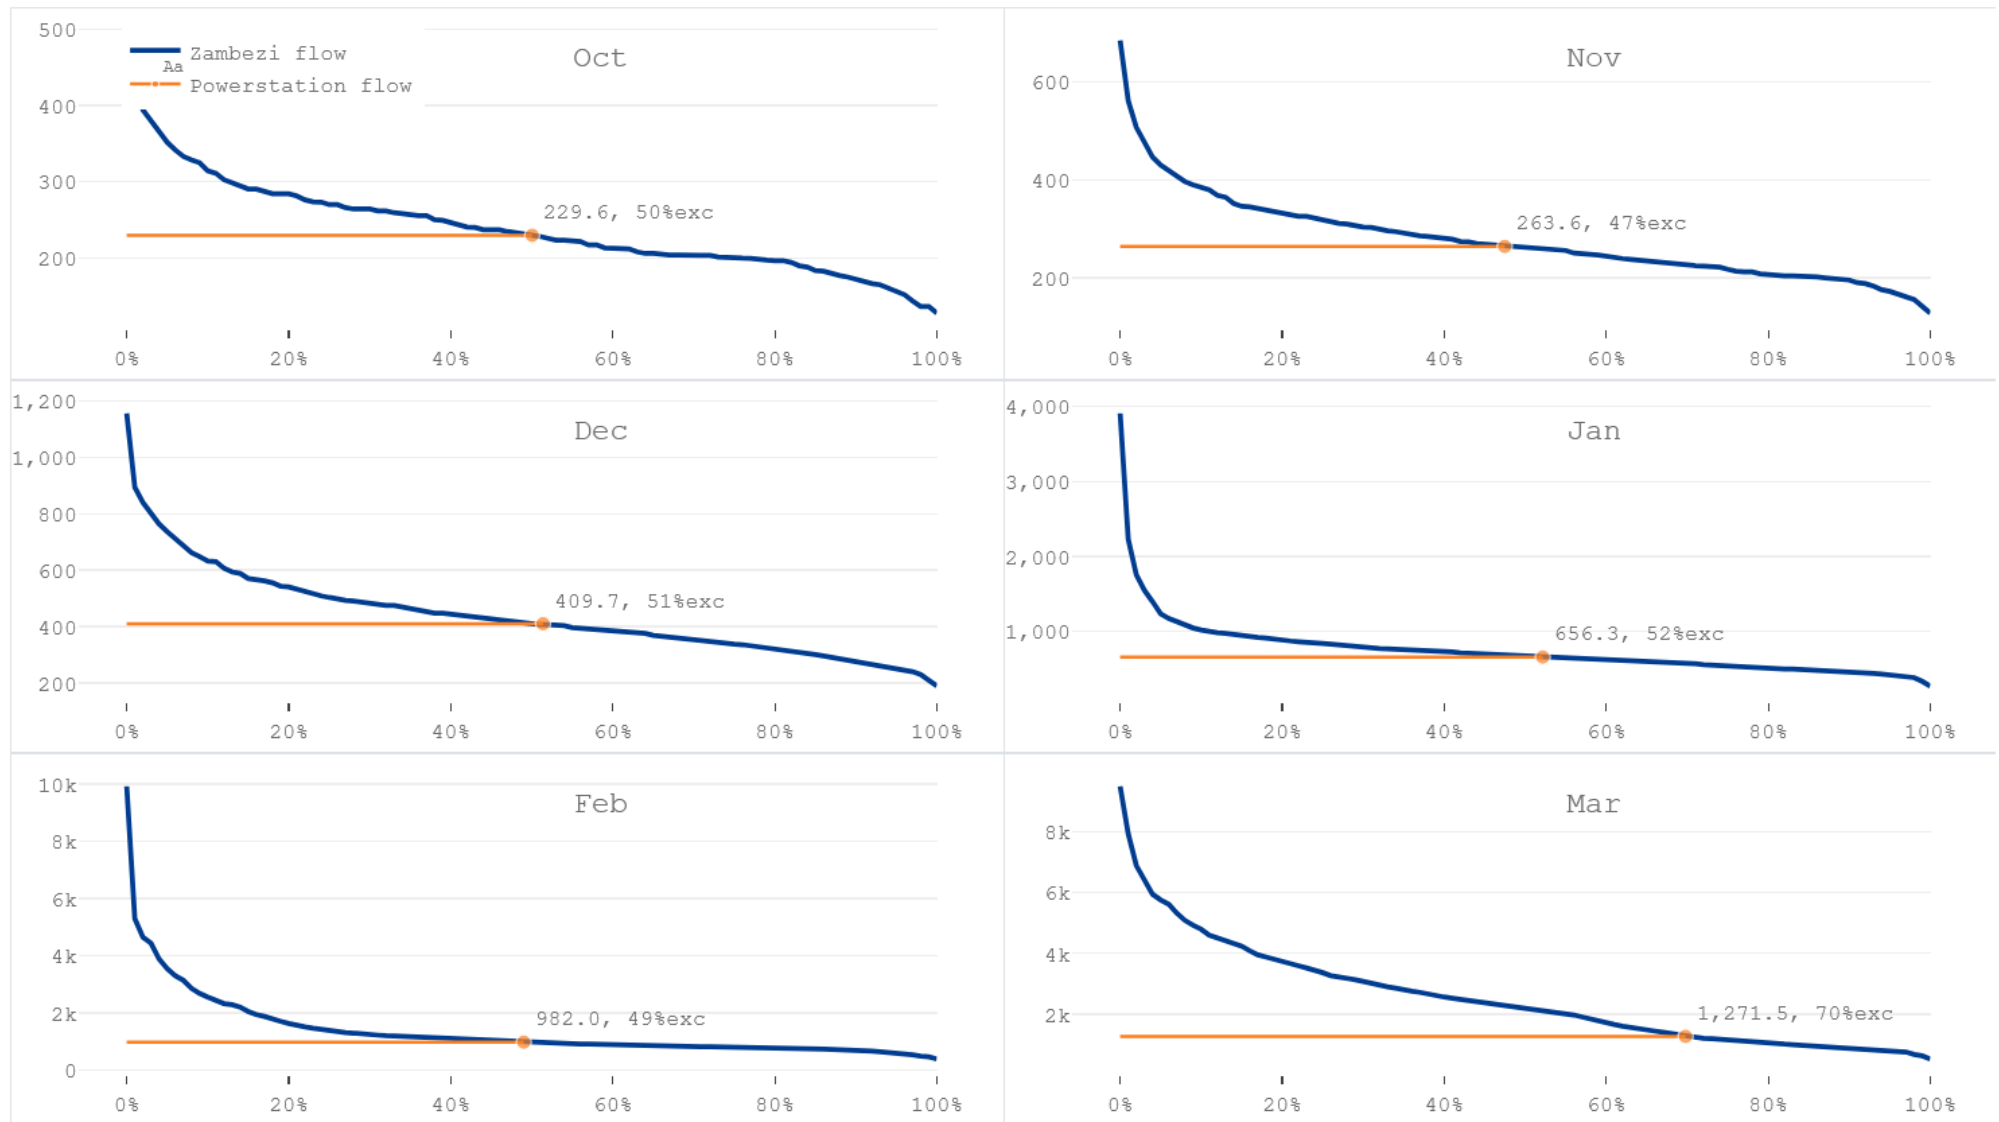 500
Zambezi flow
Aa
Powerstation flow
Oct
400
300
200
229.6, 50%exc
0% 20% 40% 60% 80% 100%
Nov
600
400
200
263.6, 47%exc
0% 20% 40% 60% 80% 100%
1,200
Dec
1,000
800
600
400
200
409.7, 51%exc
0% 20% 40% 60% 80% 100%
4,000
Jan
3,000
2,000
1,000
656.3, 52%exc
0% 20% 40% 60% 80% 100%
10k
Feb
8k
6k
4k
2k
0
982.0, 49%exc
0% 20% 40% 60% 80% 100%
Mar
8k
6k
4k
2k
1,271.5, 70%exc
0% 20% 40% 60% 80% 100%